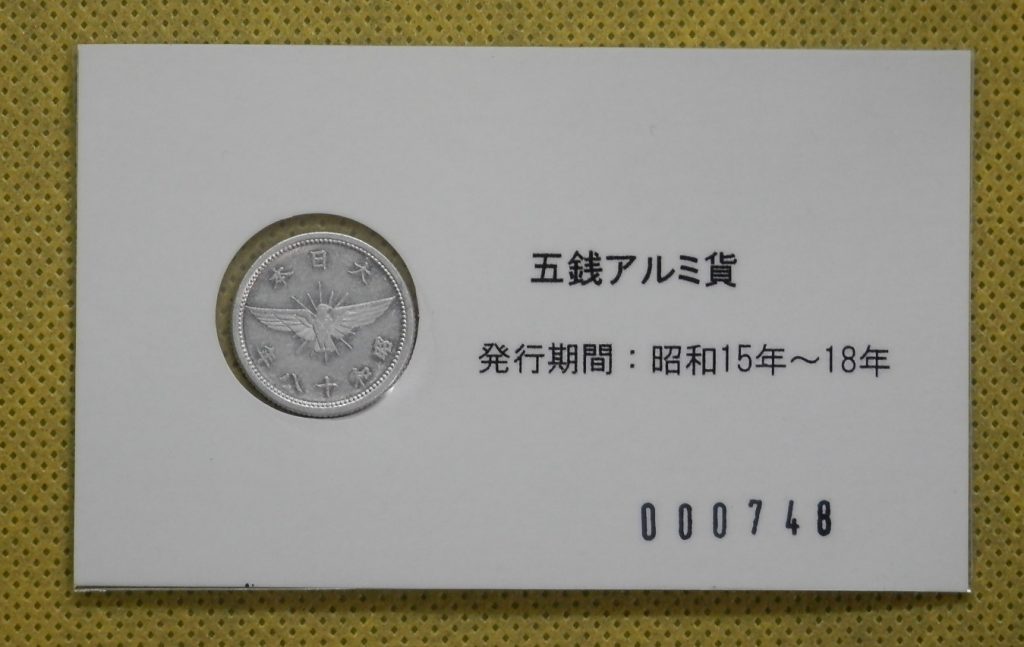 大日本
昭和十八年
五銭アルミ貨
発行期間：昭和15年～18年
000748